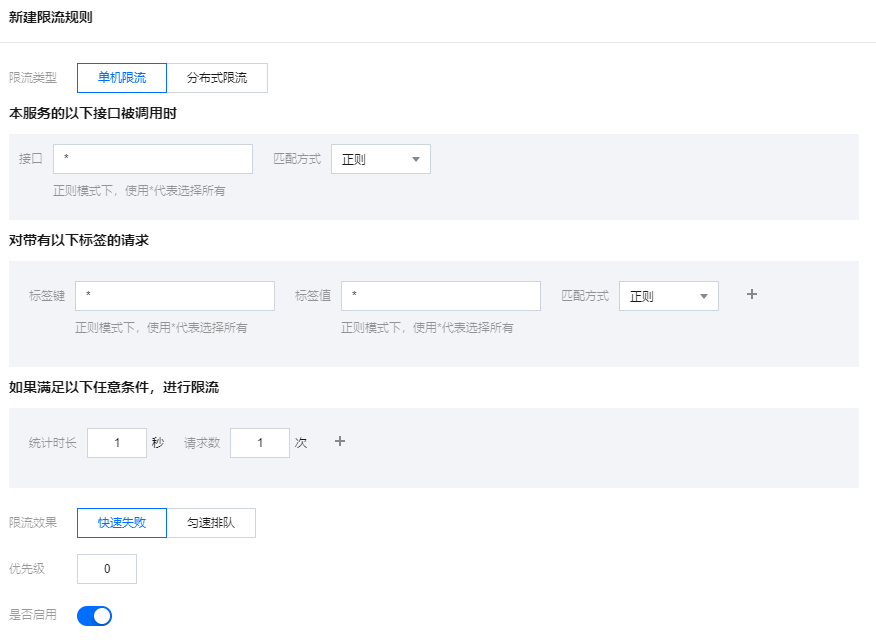 新建限流规则
限流类型 单机限流 分布式限流
本服务的以下接口被调用时
接口 * 匹配方式 正则
正则模式下，使用*代表选择所有
对带有以下标签的请求
标签键 * 标签值 * 匹配方式 正则 +
正则模式下，使用*代表选择所有 正则模式下，使用*代表选择所有
如果满足以下任意条件，进行限流
统计时长 1 秒 请求数 1 次 +
限流效果 快速失败 匀速排队
优先级 0
是否启用